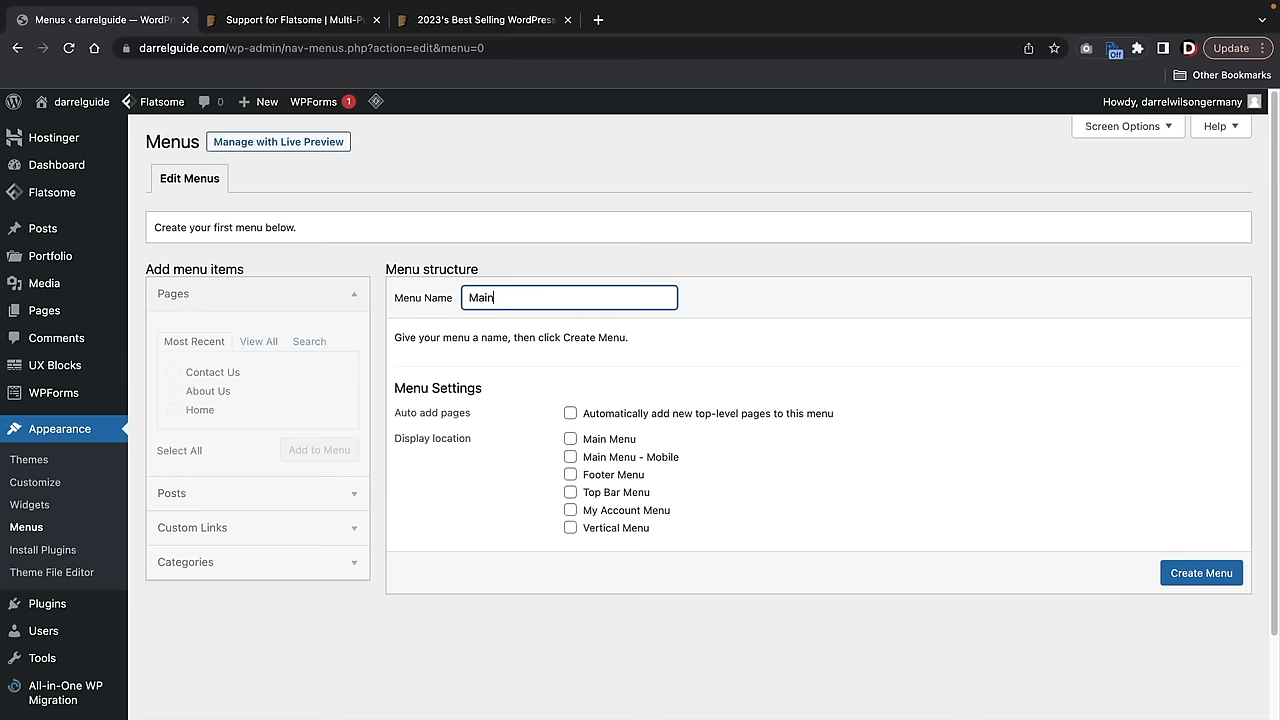 Menus ‹ darrelguide — WordPr
Support for Flatsome | Multi-Pu
2023's Best Selling WordPress
darrelguide.com/wp-admin/nav-menus.php?action=edit&menu=0
Off
D
Update
Other Bookmarks
darrelguide
Flatsome
0
New
WPForms
1
Howdy, darrelwilsongermany
Hostinger
Dashboard
Flatsome
Posts
Portfolio
Media
Pages
Comments
UX Blocks
WPForms
Appearance
Themes
Customize
Widgets
Menus
Install Plugins
Theme File Editor
Plugins
Users
Tools
All-in-One WP
Migration
Menus
Manage with Live Preview
Screen Options
Help
Edit Menus
Create your first menu below.
Add menu items
Pages
Most Recent
View All
Search
Contact Us
About Us
Home
Select All
Add to Menu
Posts
Custom Links
Categories
Menu structure
Menu Name
Main
Give your menu a name, then click Create Menu.
Menu Settings
Auto add pages
Automatically add new top-level pages to this menu
Display location
Main Menu
Main Menu - Mobile
Footer Menu
Top Bar Menu
My Account Menu
Vertical Menu
Create Menu